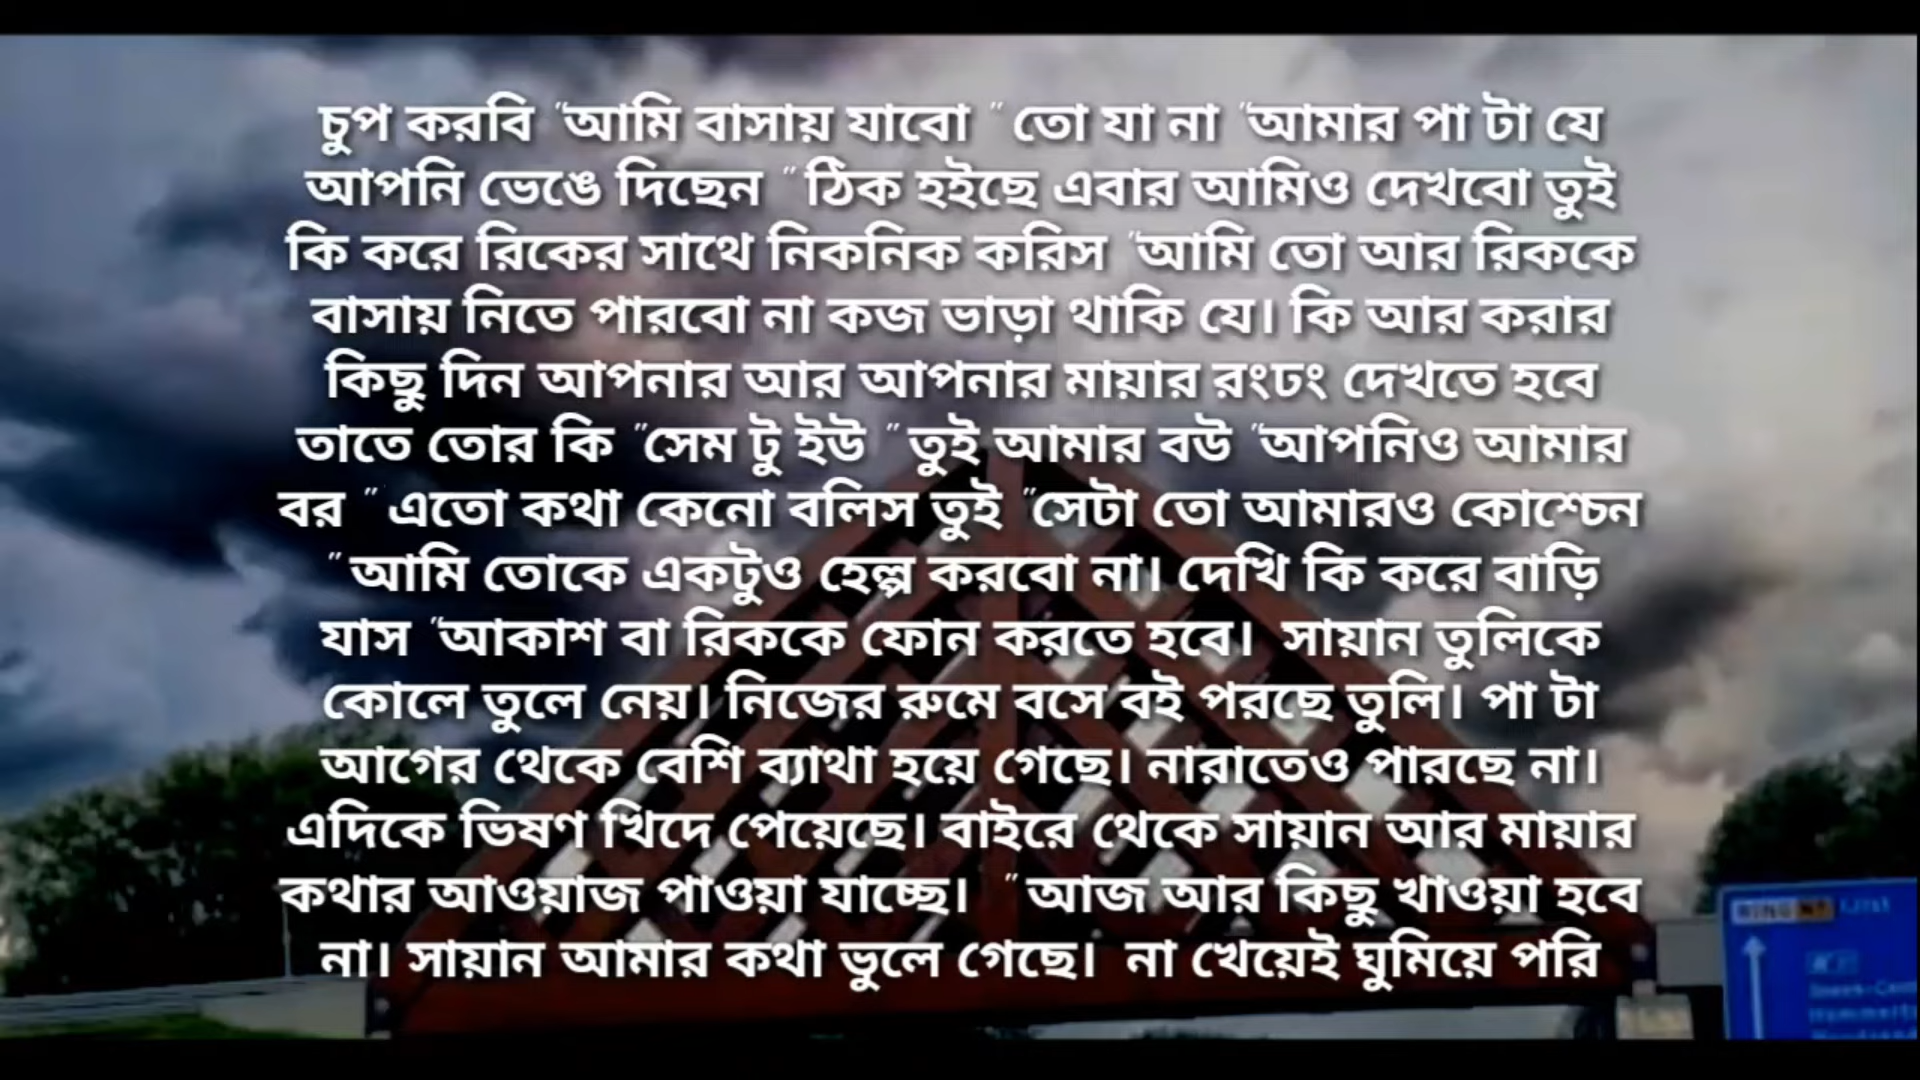 চুপ করবি "আমি বাসায় যাবো " তো যা না "আমার পা টা যে
আপনি ভেঙে দিছেন " ঠিক হইছে এবার আমিও দেখবো তুই
কি করে রিকের সাথে নিকনিক করিস "আমি তো আর রিককে
বাসায় নিতে পারবো না কজ ভাড়া থাকি যে। কি আর করার
কিছু দিন আপনার আর আপনার মায়ার রংঢং দেখতে হবে
তাতে তোর কি "সেম টু ইউ " তুই আমার বউ "আপনিও আমার
বর " এতো কথা কেনো বলিস তুই "সেটা তো আমারও কোশ্চেন
" আমি তোকে একটুও হেল্প করবো না। দেখি কি করে বাড়ি
যাস "আকাশ বা রিককে ফোন করতে হবে। সায়ান তুলিকে
কোলে তুলে নেয়। নিজের রুমে বসে বই পরছে তুলি। পা টা
আগের থেকে বেশি ব্যাথা হয়ে গেছে। নারাতেও পারছে না।
এদিকে ভিষণ খিদে পেয়েছে। বাইরে থেকে সায়ান আর মায়ার
কথার আওয়াজ পাওয়া যাচ্ছে। " আজ আর কিছু খাওয়া হবে
না। সায়ান আমার কথা ভুলে গেছে। না খেয়েই ঘুমিয়ে পরি